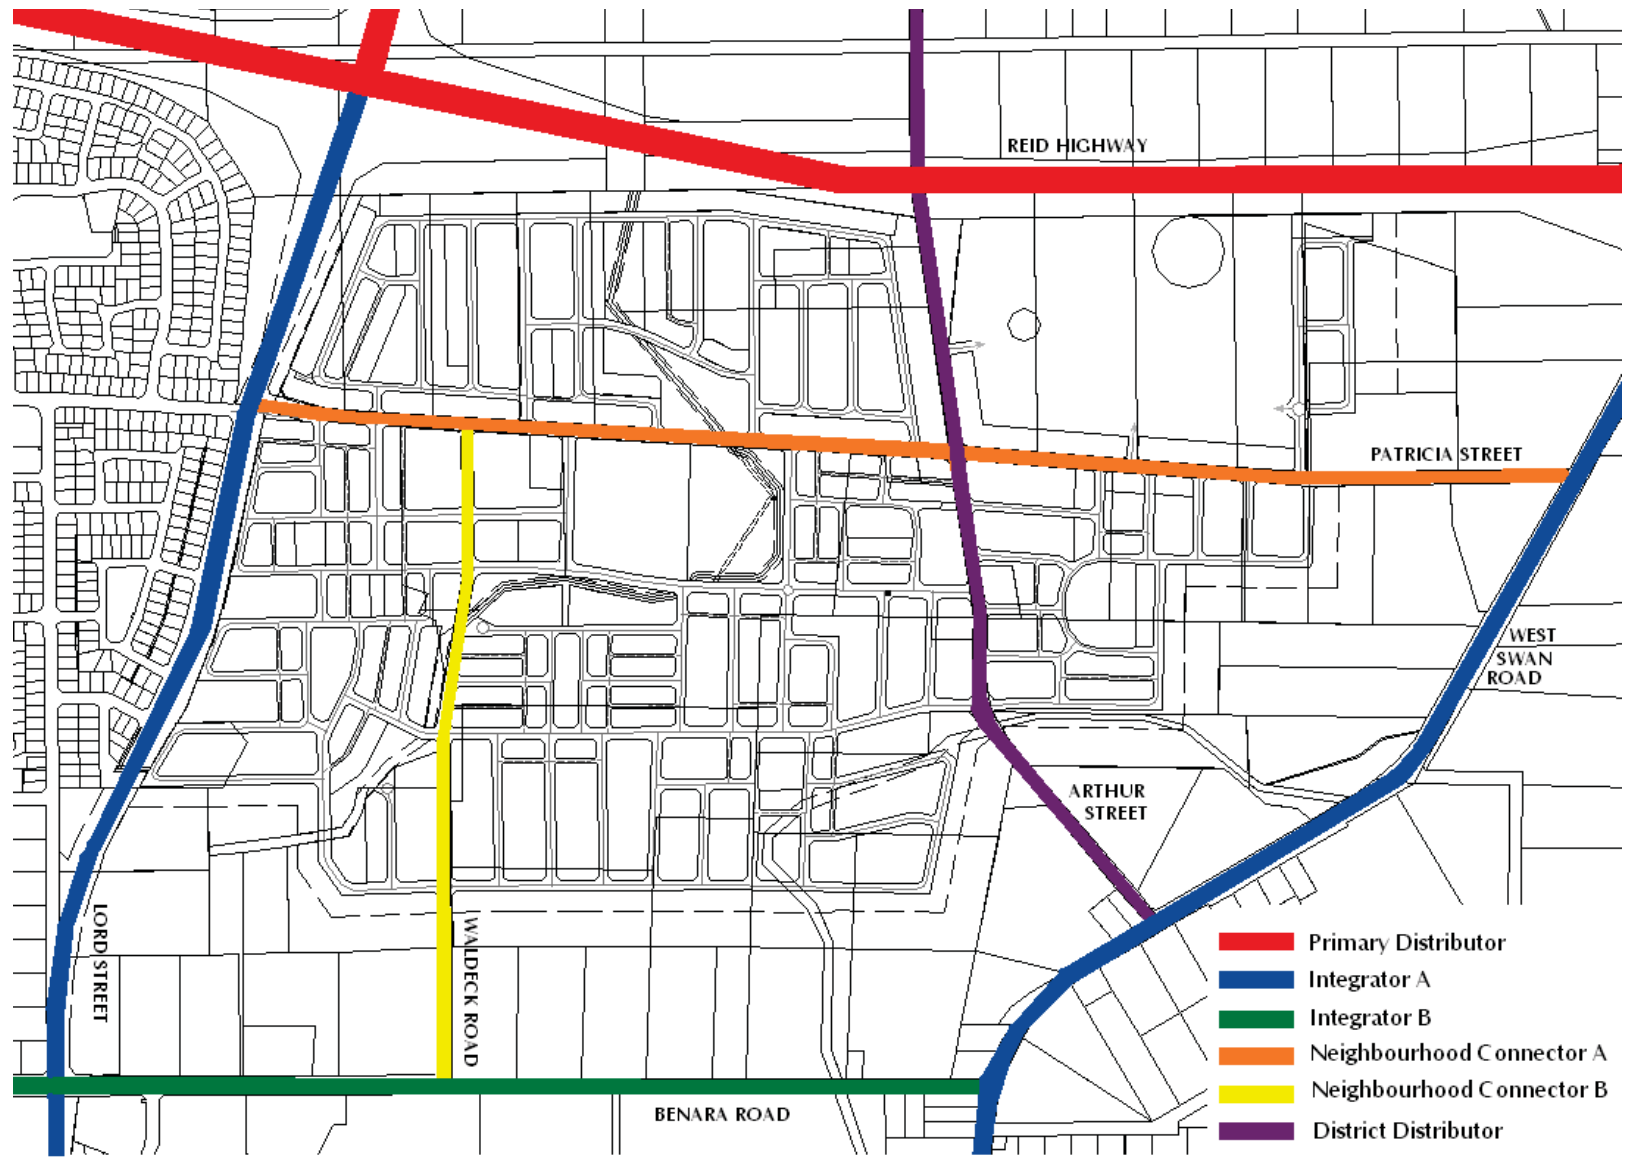 REID HIGHWAY
PATRICIA STREET
WEST
SWAN
ROAD
ARTHUR
STREET
LORD STREET
WALDECK ROAD
BENARA ROAD
Primary Distributor
Integrator A
Integrator B
Neighbourhood Connector A
Neighbourhood Connector B
District Distributor